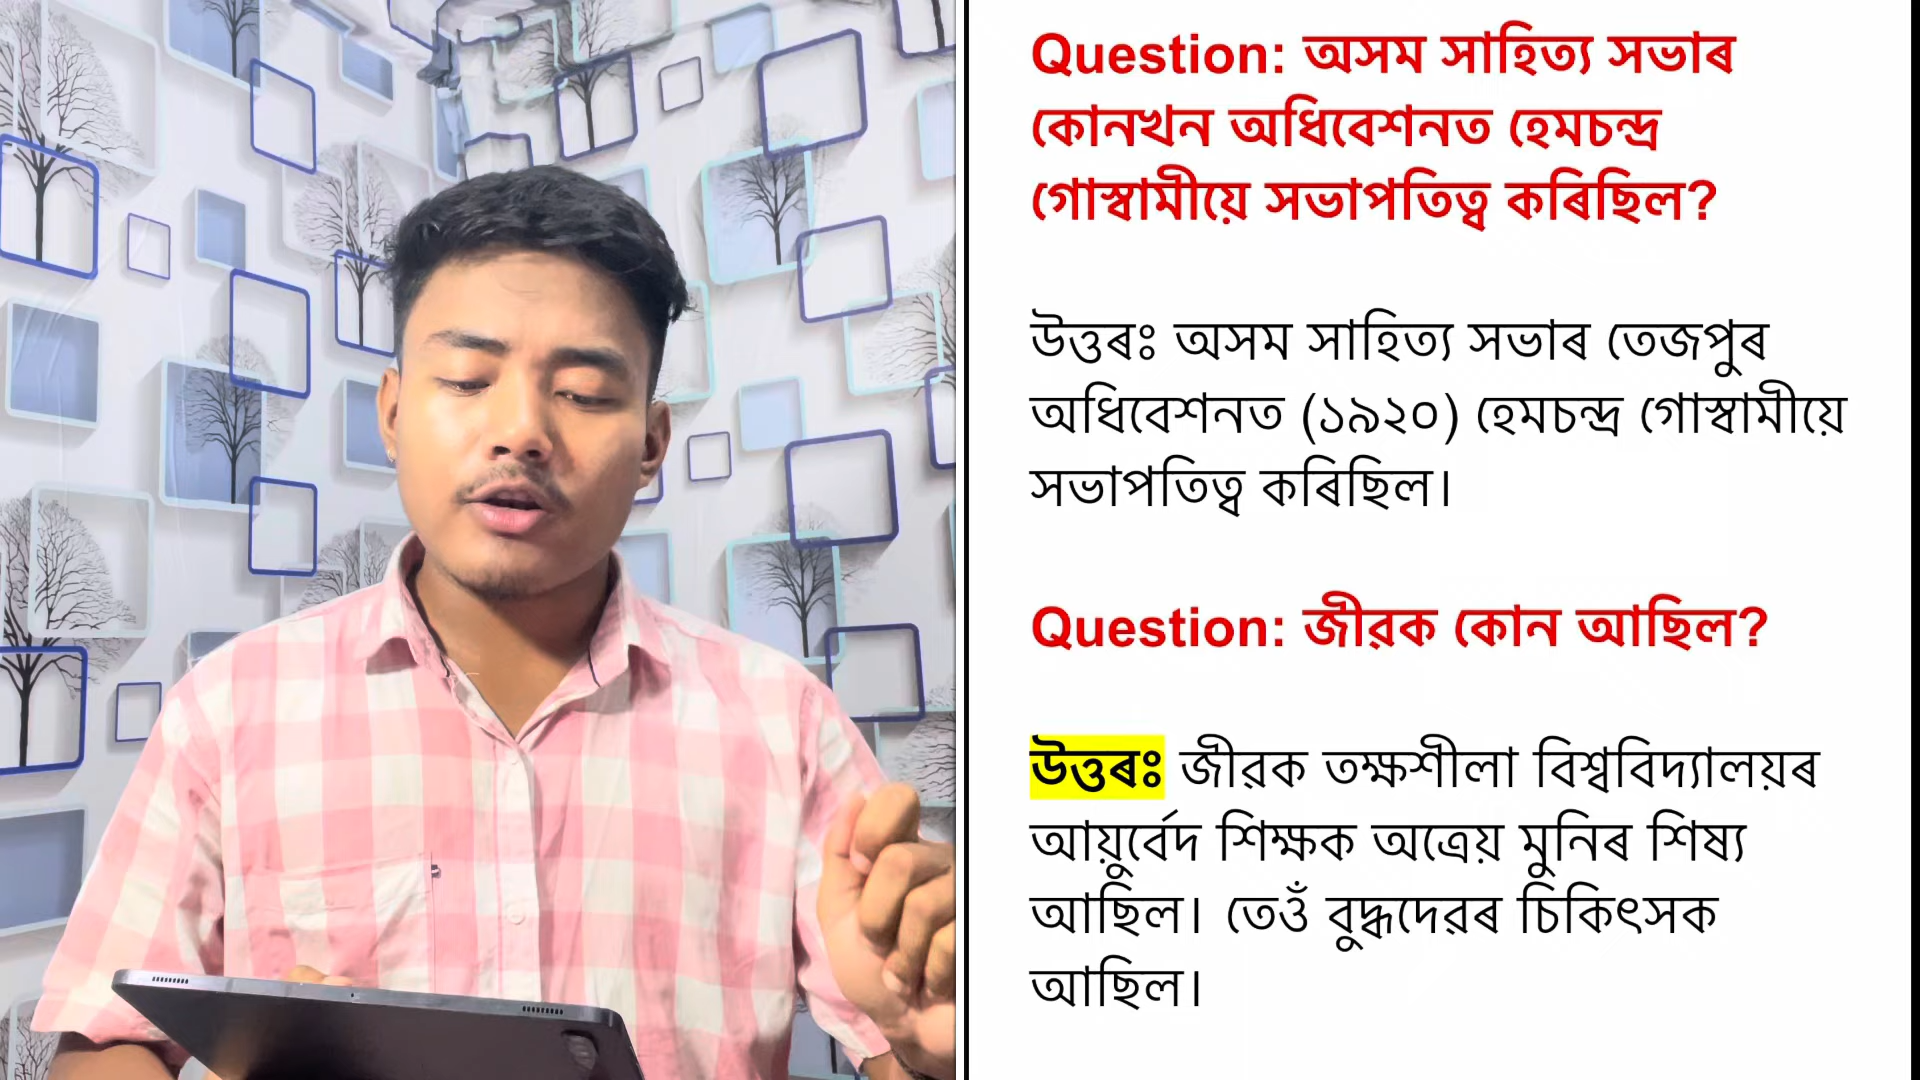 Question: অসম সাহিত্য সভাৰ
কোনখন অধিবেশনত হেমচন্দ্ৰ
গোস্বামীয়ে সভাপতিত্ব কৰিছিল?
উত্তৰঃ অসম সাহিত্য সভাৰ তেজপুৰ
অধিবেশনত (১৯২০) হেমচন্দ্ৰ গোস্বামীয়ে
সভাপতিত্ব কৰিছিল।
Question: জীৱক কোন আছিল?
উত্তৰঃ জীৱক তক্ষশীলা বিশ্ববিদ্যালয়ৰ
আয়ুৰ্বেদ শিক্ষক অত্ৰেয় মুনিৰ শিষ্য
আছিল। তেওঁ বুদ্ধদেৱৰ চিকিৎসক
আছিল।